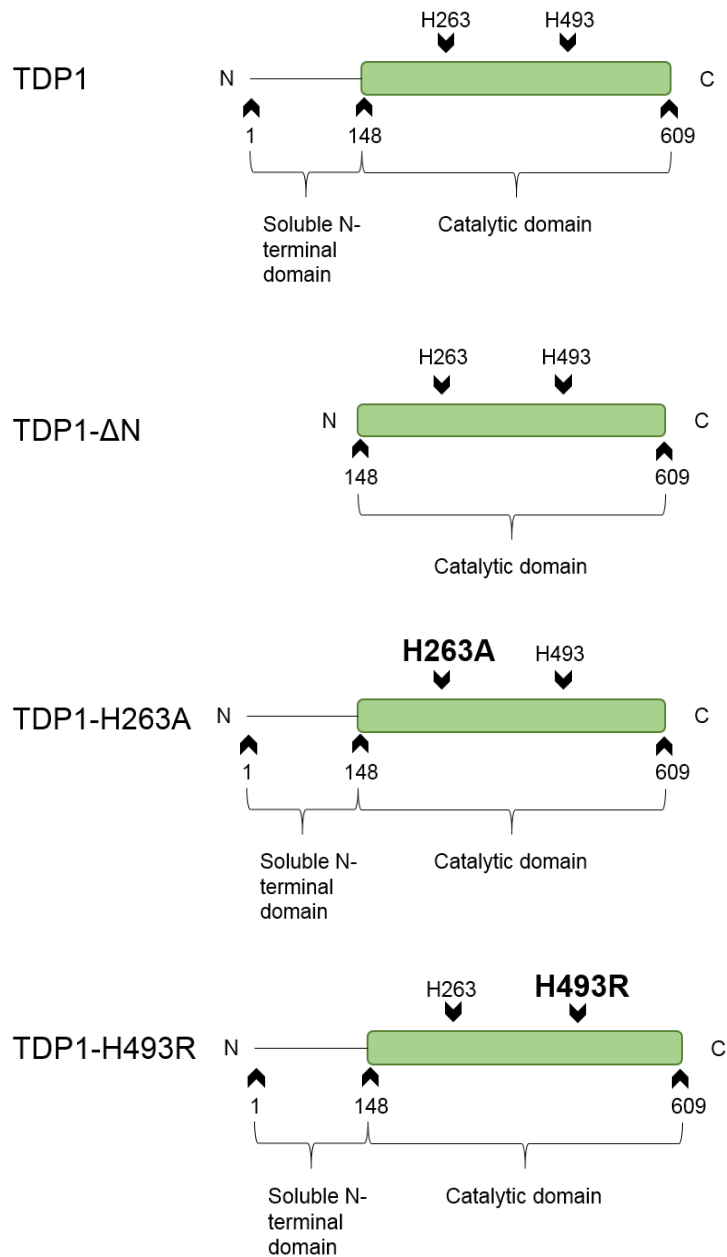 H263 H493
TDP1 N C
1 148 609
Soluble N- Catalytic domain
terminal
domain
H263 H493
TDP1-ΔN N C
148 609
Catalytic domain
H263A H493
TDP1-H263A N C
1 148 609
Soluble N- Catalytic domain
terminal
domain
H263 H493R
TDP1-H493R N C
1 148 609
Soluble N- Catalytic domain
terminal
domain